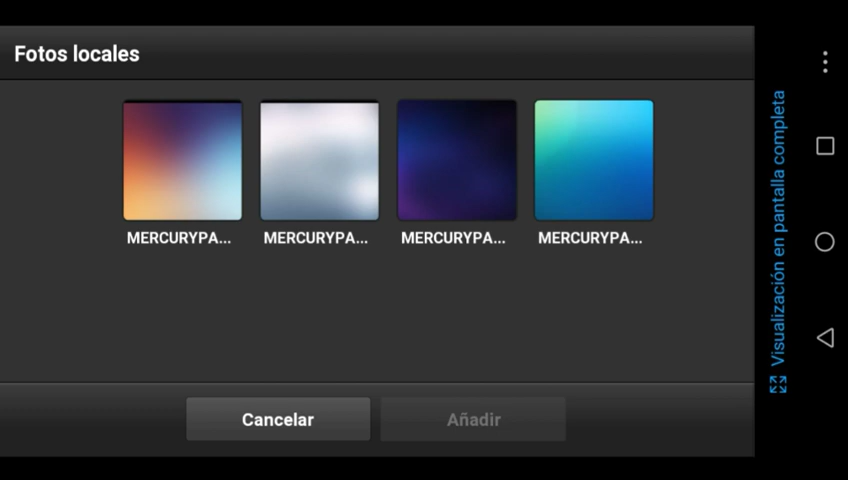 Fotos locales
MERCURYPA...
MERCURYPA...
MERCURYPA...
MERCURYPA...
Cancelar
Añadir
Visualización en pantalla completa